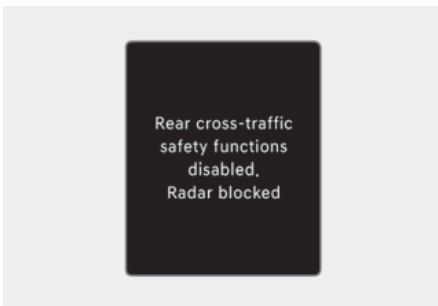 Rear cross-traffic
safety functions
disabled.
Radar blocked